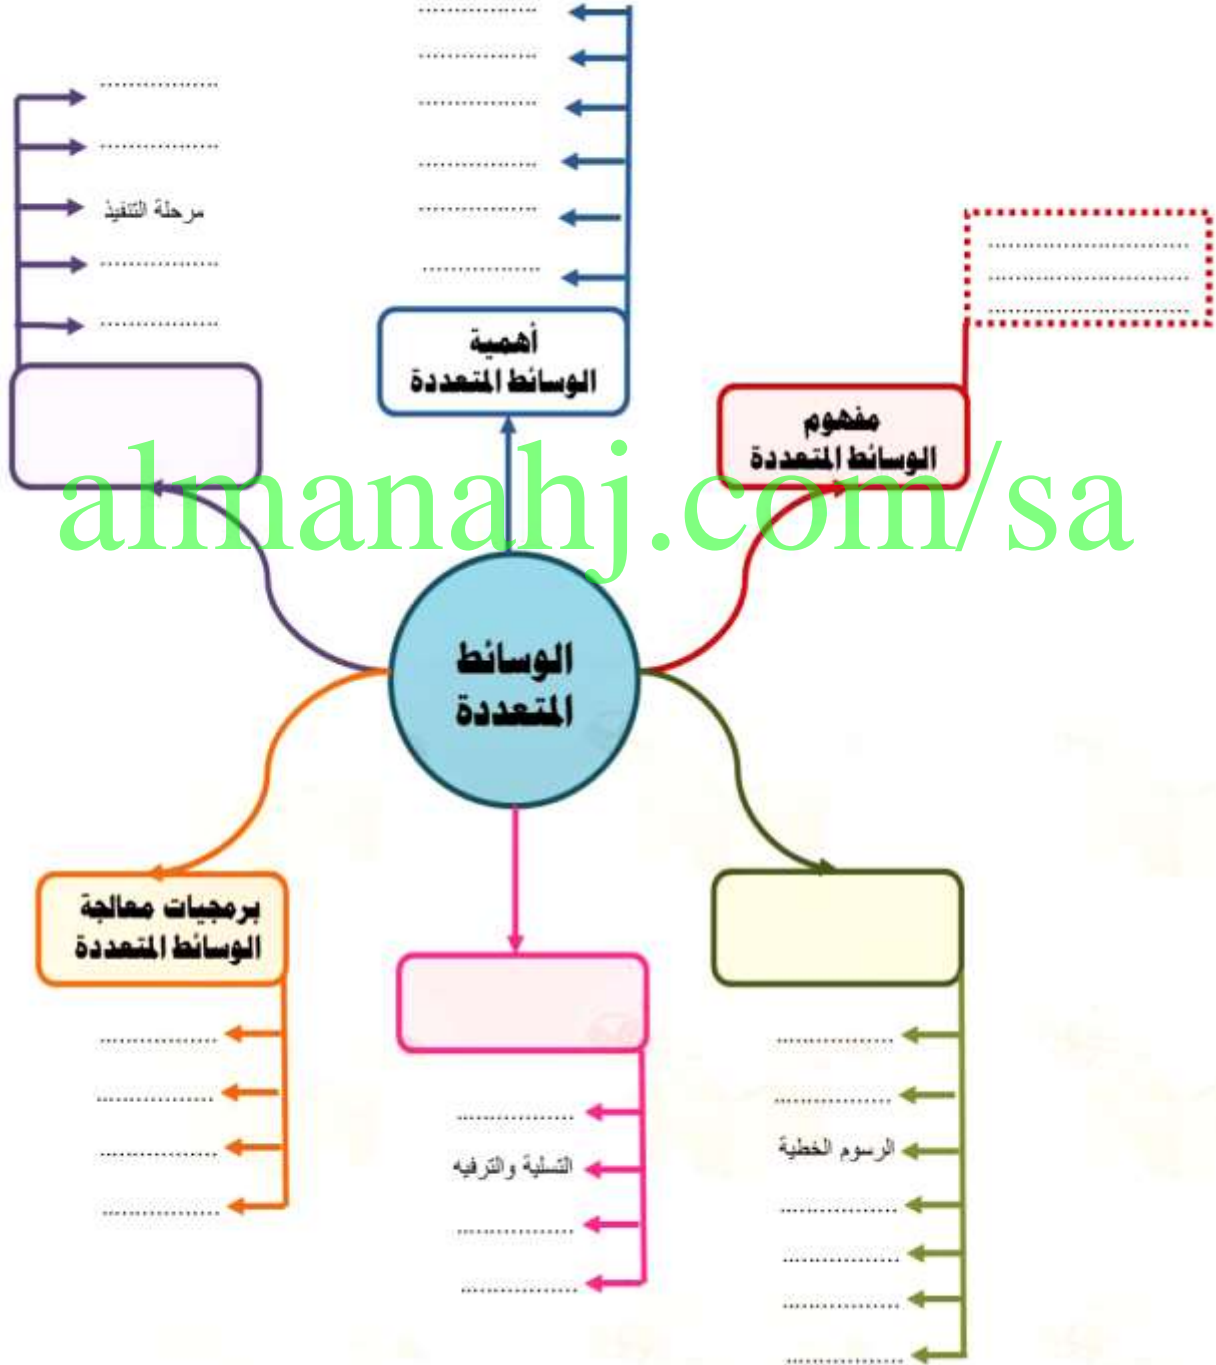 مرحلة التنفيذ
أهمية
الوسائط المتعددة
مفهوم
الوسائط المتعددة
almanahj.com/sa
الوسائط
المتعددة
برمجيات معالجة
الوسائط المتعددة
التسلية والترفيه
الرسوم الخطية